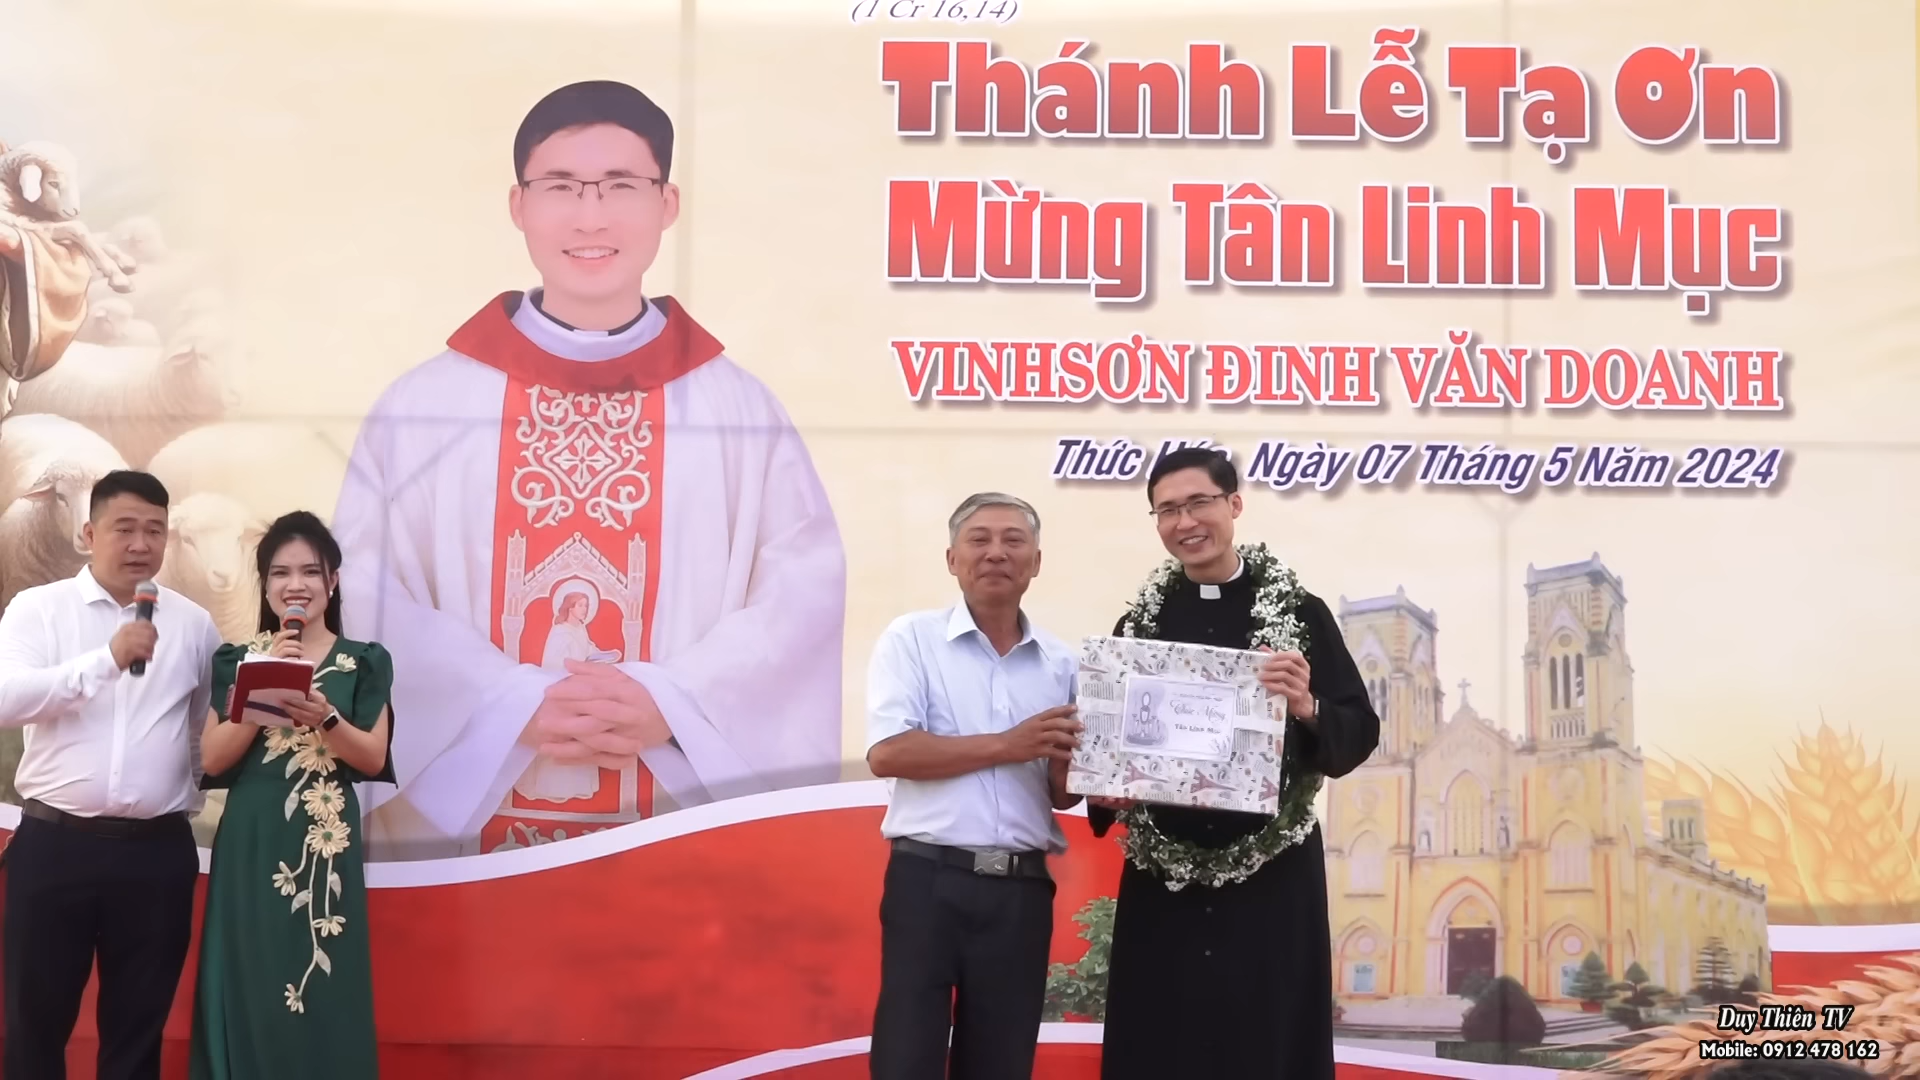 (1 Cr 16,14)
Thánh Lễ Tạ Ơn
Mừng Tân Linh Mục
VINHSƠN ĐINH VĂN DOANH
Thức Ngày 07 Tháng 5 Năm 2024
Chúc Mừng
Tân Linh Mục
Duy Thiên TV
Mobile: 0912 478 162